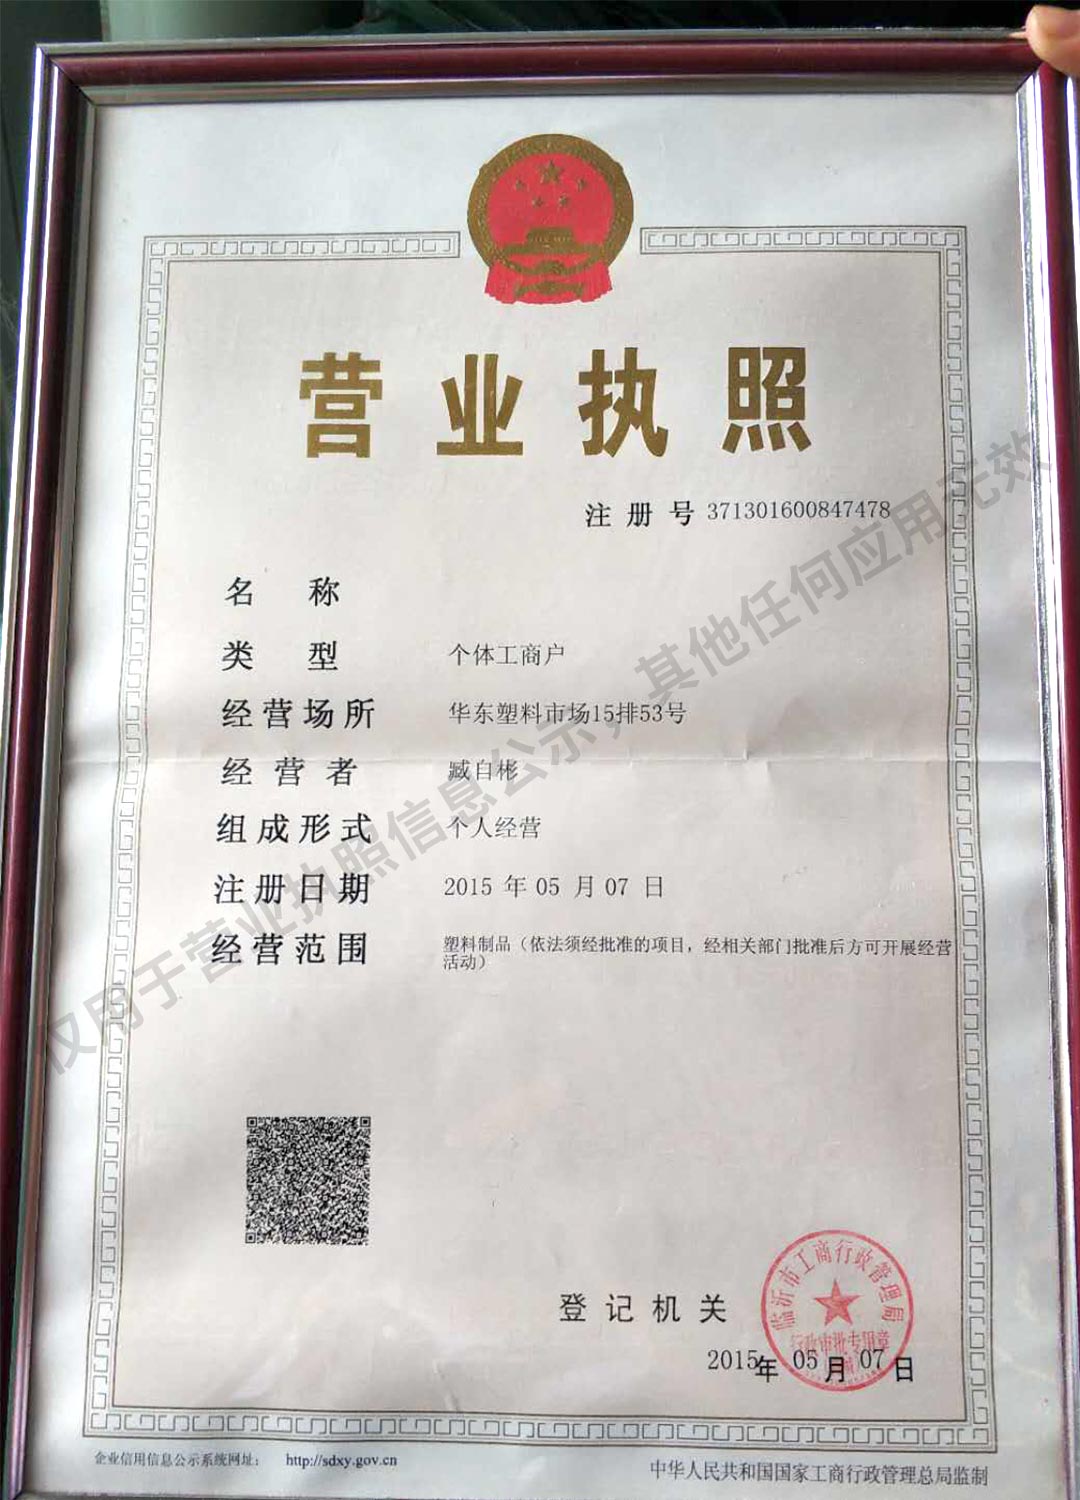 营业执照
注册号 371301600847478
名称
类型 个体工商户
经营场所 华东塑料市场15排53号
经营者 臧自彬
组成形式 个人经营
注册日期 2015 年 05 月 07 日
经营范围 塑料制品（依法须经批准的项目，经相关部门批准后方可开展经营
活动）
仅用于营业执照信息公示，其他任何应用无效
登记机关
临沂市工商行政管理局
行政审批专用章
2015年 05 月 07 日
企业信用信息公示系统网址： http://sdxy.gov.cn
中华人民共和国国家工商行政管理总局监制